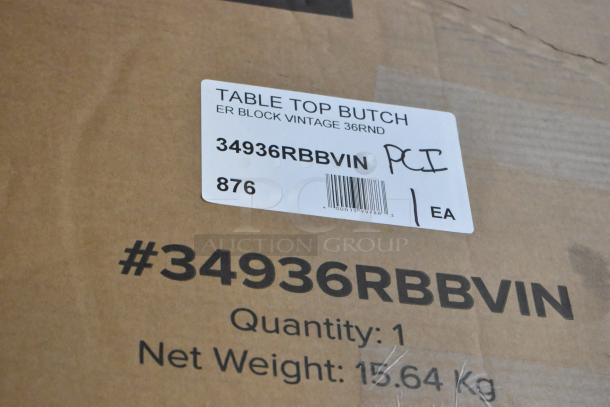 TABLE TOP BUTCH
ER BLOCK VINTAGE 36RND
34936RBBVIN PCI
876
1 EA
PCI
AUCTION GROUP
#34936RBBVIN
Quantity: 1
Net Weight: 15.64 Kg